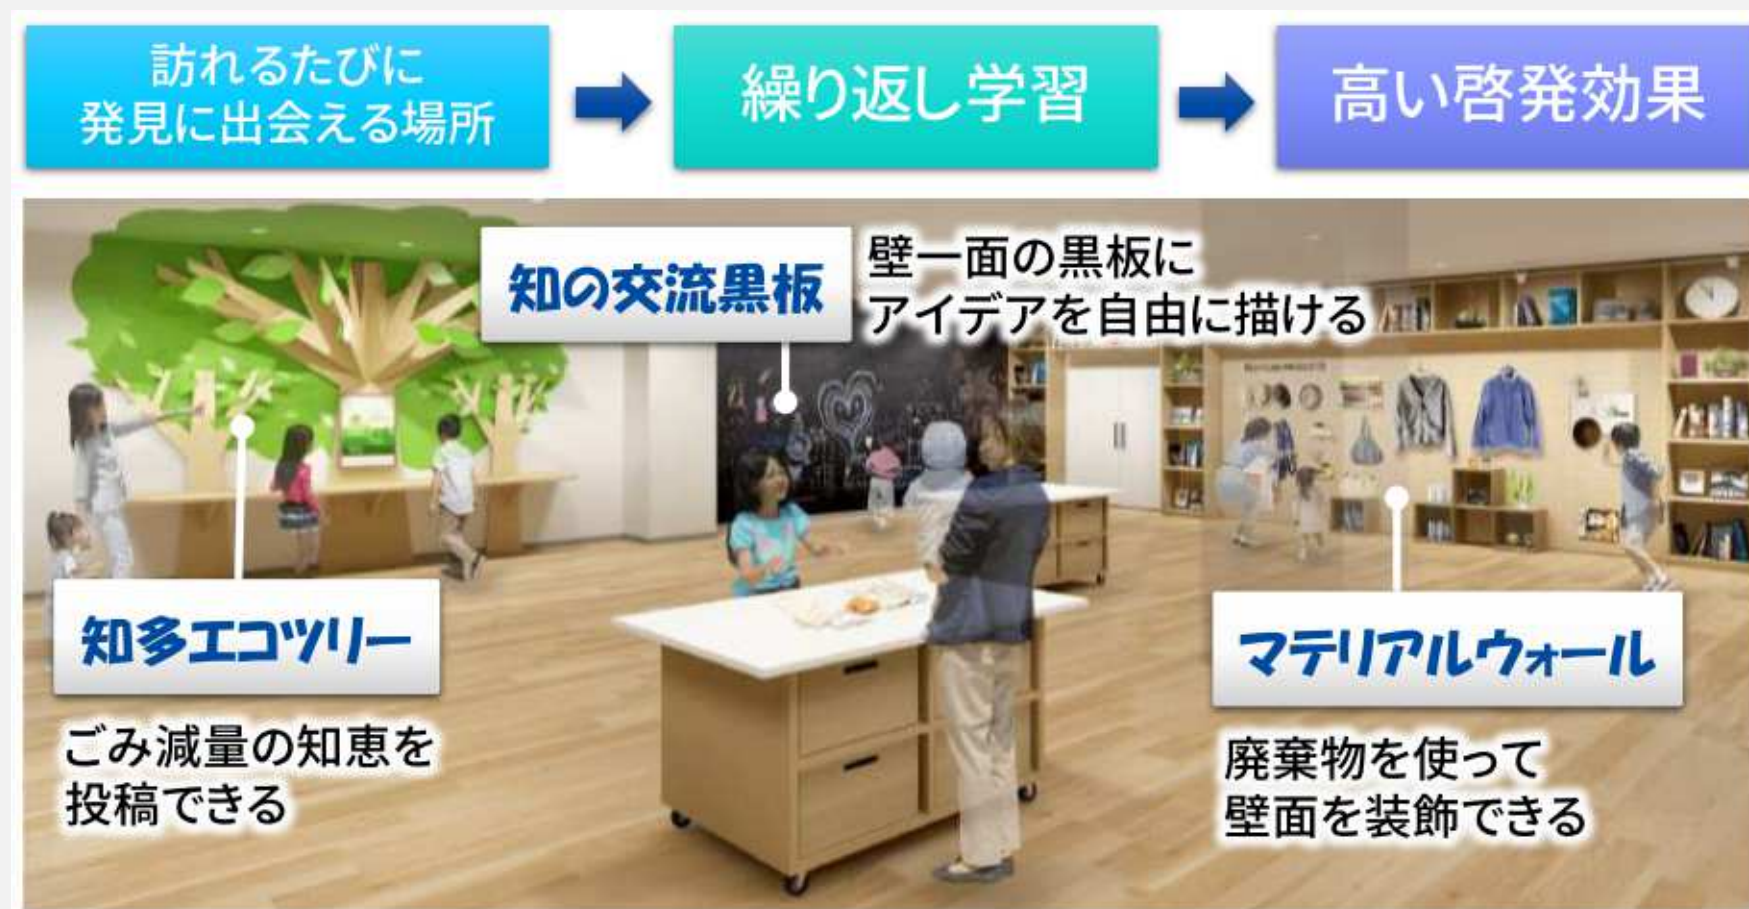 訪れるたびに
発見に出会える場所
繰り返し学習
高い啓発効果
知の交流黒板
壁一面の黒板に
アイデアを自由に描ける
知多エコツリー
ごみ減量の知恵を
投稿できる
マテリアルウォール
廃棄物を使って
壁面を装飾できる